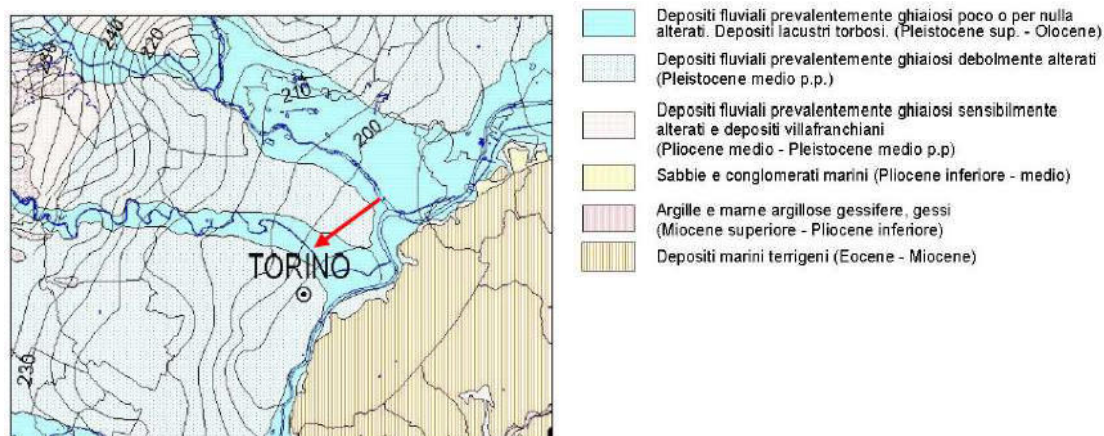 240
220
210
200
TORINO
230
Depositi fluviali prevalentemente ghiaiosi poco o per nulla
alterati. Depositi lacustri torbosi. (Pleistocene sup. - Olocene)
Depositi fluviali prevalentemente ghiaiosi debolmente alterati
(Pleistocene medio p.p.)
Depositi fluviali prevalentemente ghiaiosi sensibilmente
alterati e depositi villafranchiani
(Pliocene medio - Pleistocene medio p.p)
Sabbie e conglomerati marini (Pliocene inferiore - medio)
Argille e marne argillose gessifere, gessi
(Miocene superiore - Pliocene inferiore)
Depositi marini terrigeni (Eocene - Miocene)